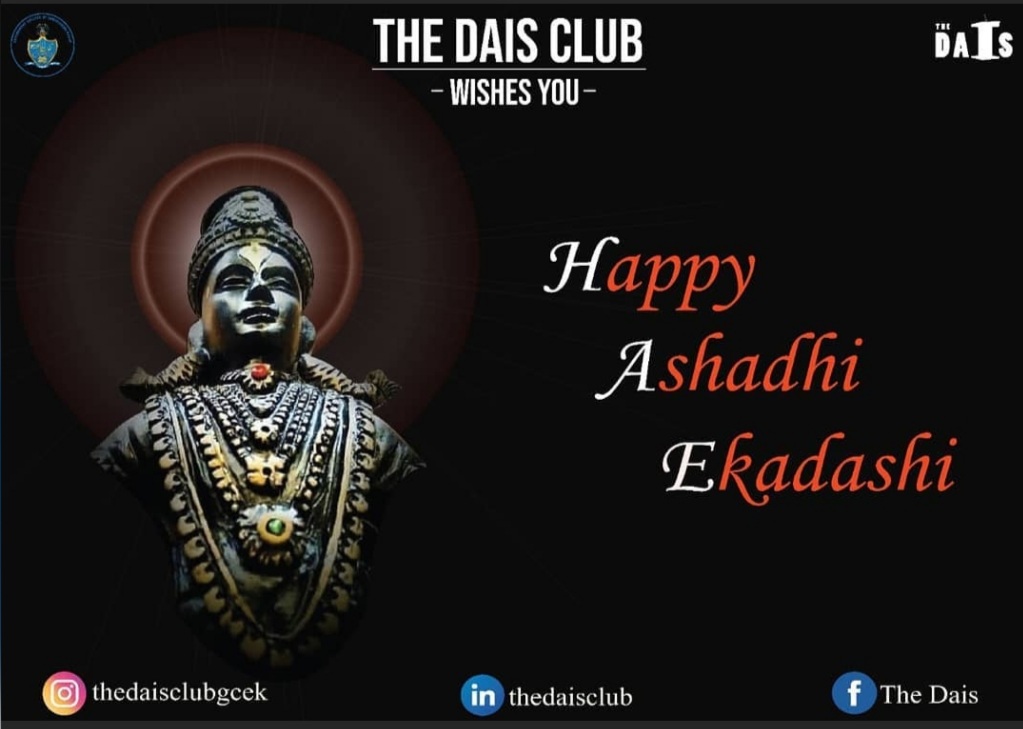 THE DAIS CLUB
- WISHES YOU -
THE
DAIS
Happy
Ashadhi
Ekadashi
thedaisclubgcek
in thedaisclub
f The Dais